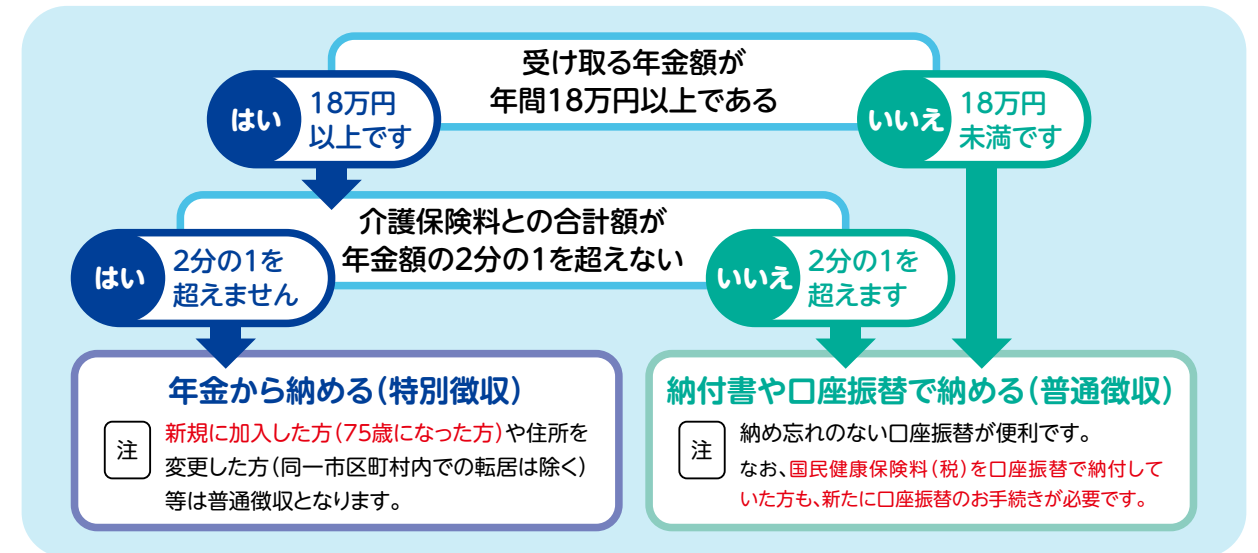 受け取る年金額が
年間18万円以上である
はい
18万円
以上です
いいえ
18万円
未満です
介護保険料との合計額が
年金額の2分の1を超えない
はい
2分の1を
超えません
いいえ
2分の1を
超えます
年金から納める(特別徴収)
注
新規に加入した方(75歳になった方)や住所を
変更した方(同一市区町村内での転居は除く)
等は普通徴収となります。
納付書や口座振替で納める(普通徴収)
注
納め忘れのない口座振替が便利です。
なお、国民健康保険料(税)を口座振替で納付して
いた方も、新たに口座振替のお手続きが必要です。